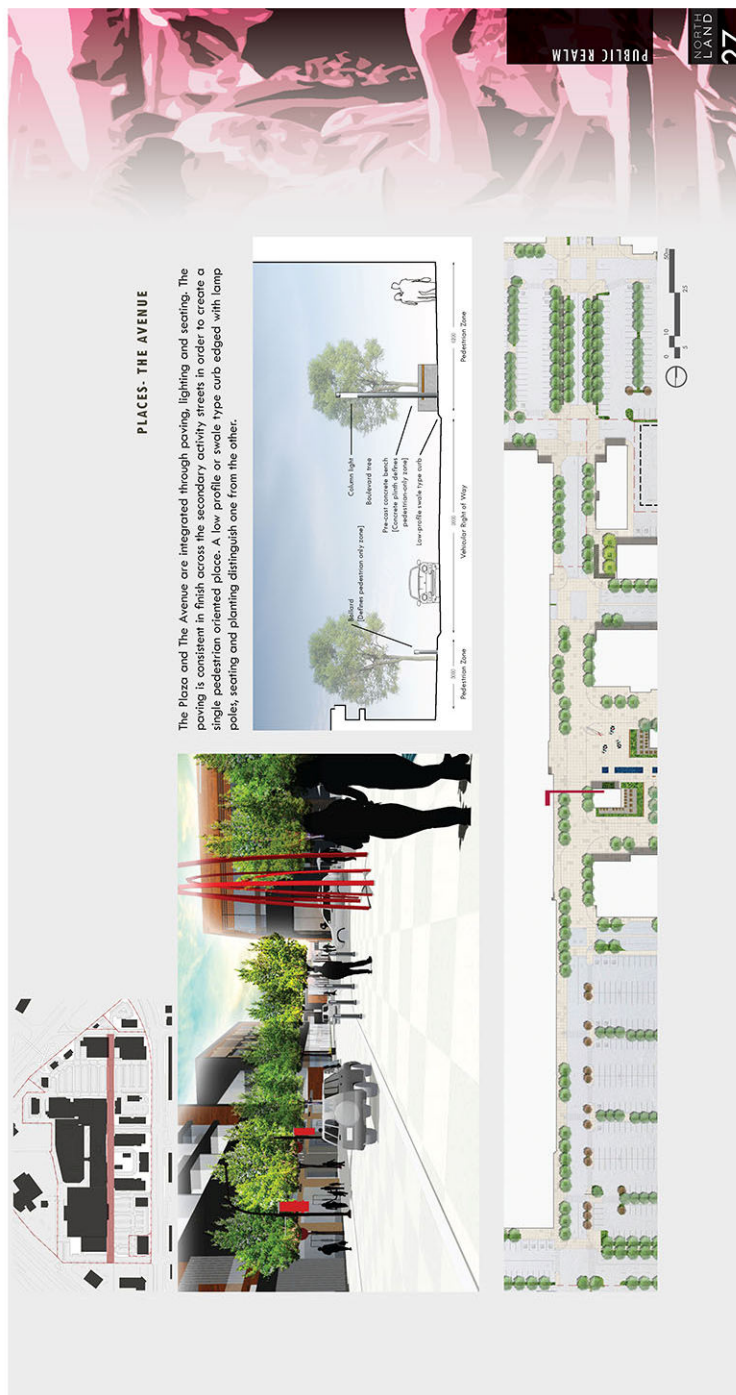 PUBLIC REALM
NORTH
LAND
27
PLACES- THE AVENUE
The Plaza and The Avenue are integrated through paving, lighting and seating. The
paving is consistent in finish across the secondary activity streets in order to create a
single pedestrian oriented place. A low profile or swale type curb edged with lamp
poles, seating and planting distinguish one from the other.
Bollard
[Defines pedestrian only zone]
Column light
Boulevard tree
Pre-cast concrete bench
[Concrete plinth defines
pedestrian-only zone]
Low-profile swale type curb
Pedestrian Zone
Vehicular Right of Way
Pedestrian Zone
0
5
10
25
50m